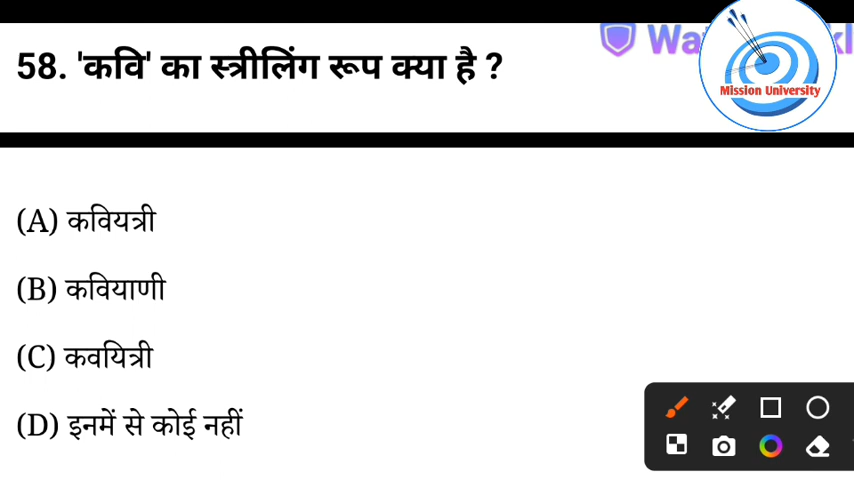 58. 'कवि' का स्त्रीलिंग रूप क्या है ?
Mission University
(A) कवियत्री
(B) कवियाणी
(C) कवयित्री
(D) इनमें से कोई नहीं